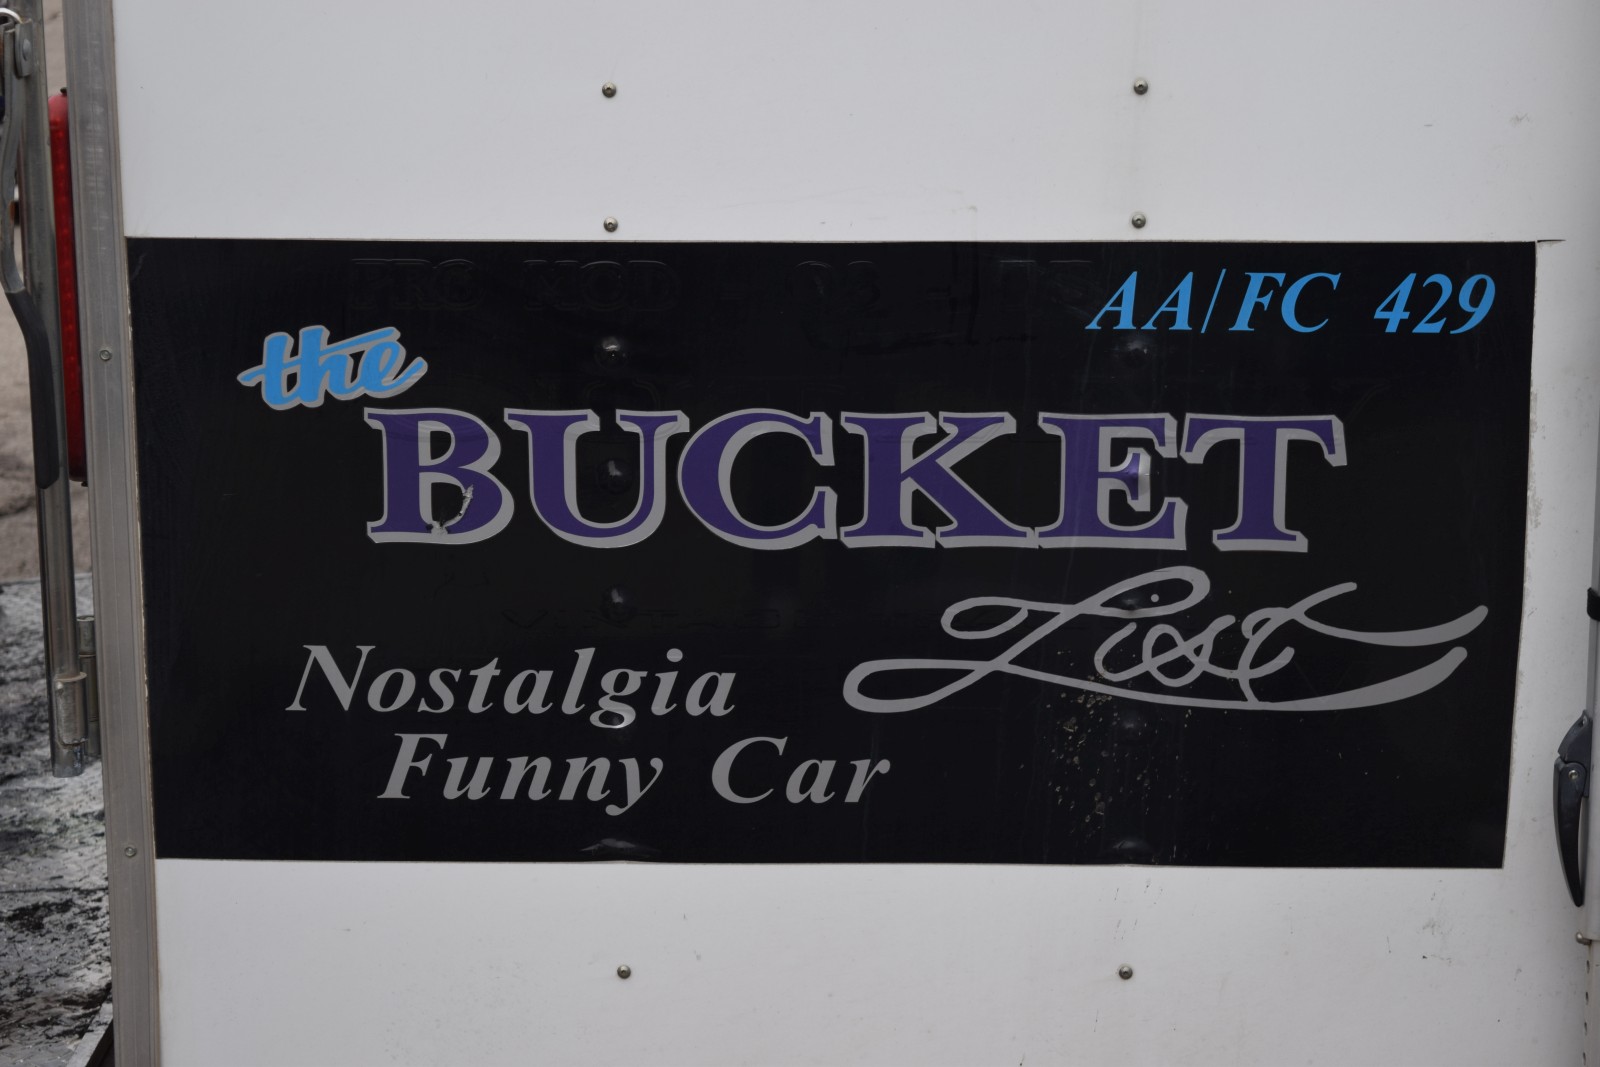 AA/FC 429
the
BUCKET
List
Nostalgia
Funny Car